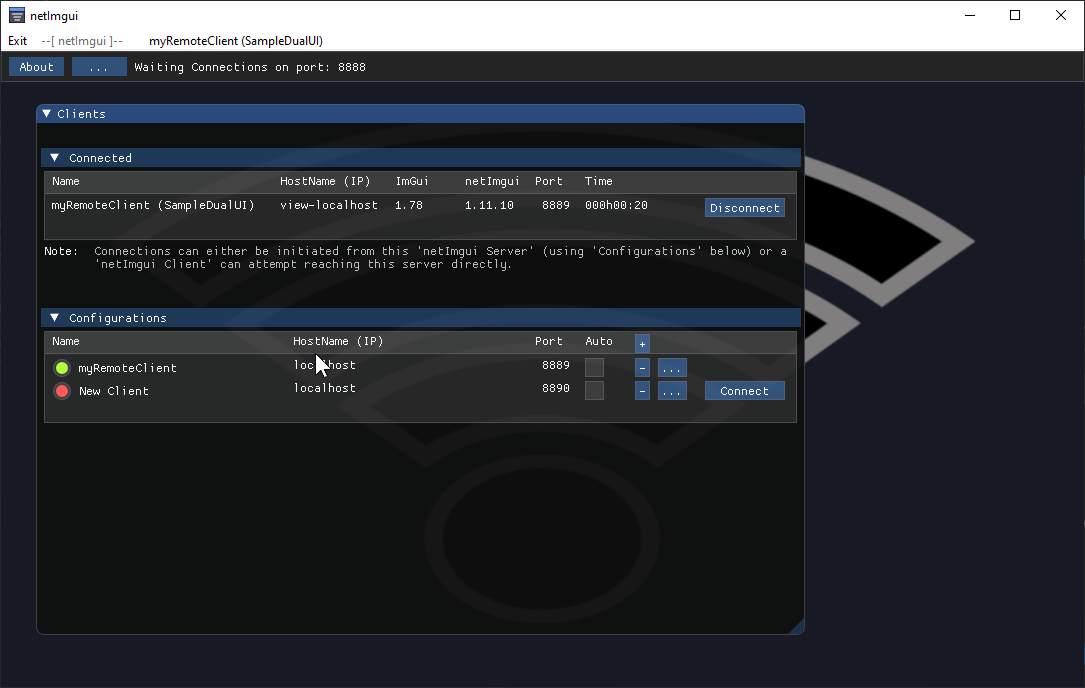 netImgui
Exit --[ netImgui ]-- myRemoteClient (SampleDualUI)
About ... Waiting Connections on port: 8888
Clients
Connected
Name HostName (IP) ImGui netImgui Port Time
myRemoteClient (SampleDualUI) view-localhost 1.78 1.11.10 8889 000h00:20 Disconnect
Note: Connections can either be initiated from this 'netImgui Server' (using 'Configurations' below) or a
'netImgui Client' can attempt reaching this server directly.
Configurations
Name HostName (IP) Port Auto +
myRemoteClient localhost 8889 - ...
New Client localhost 8890 - ... Connect